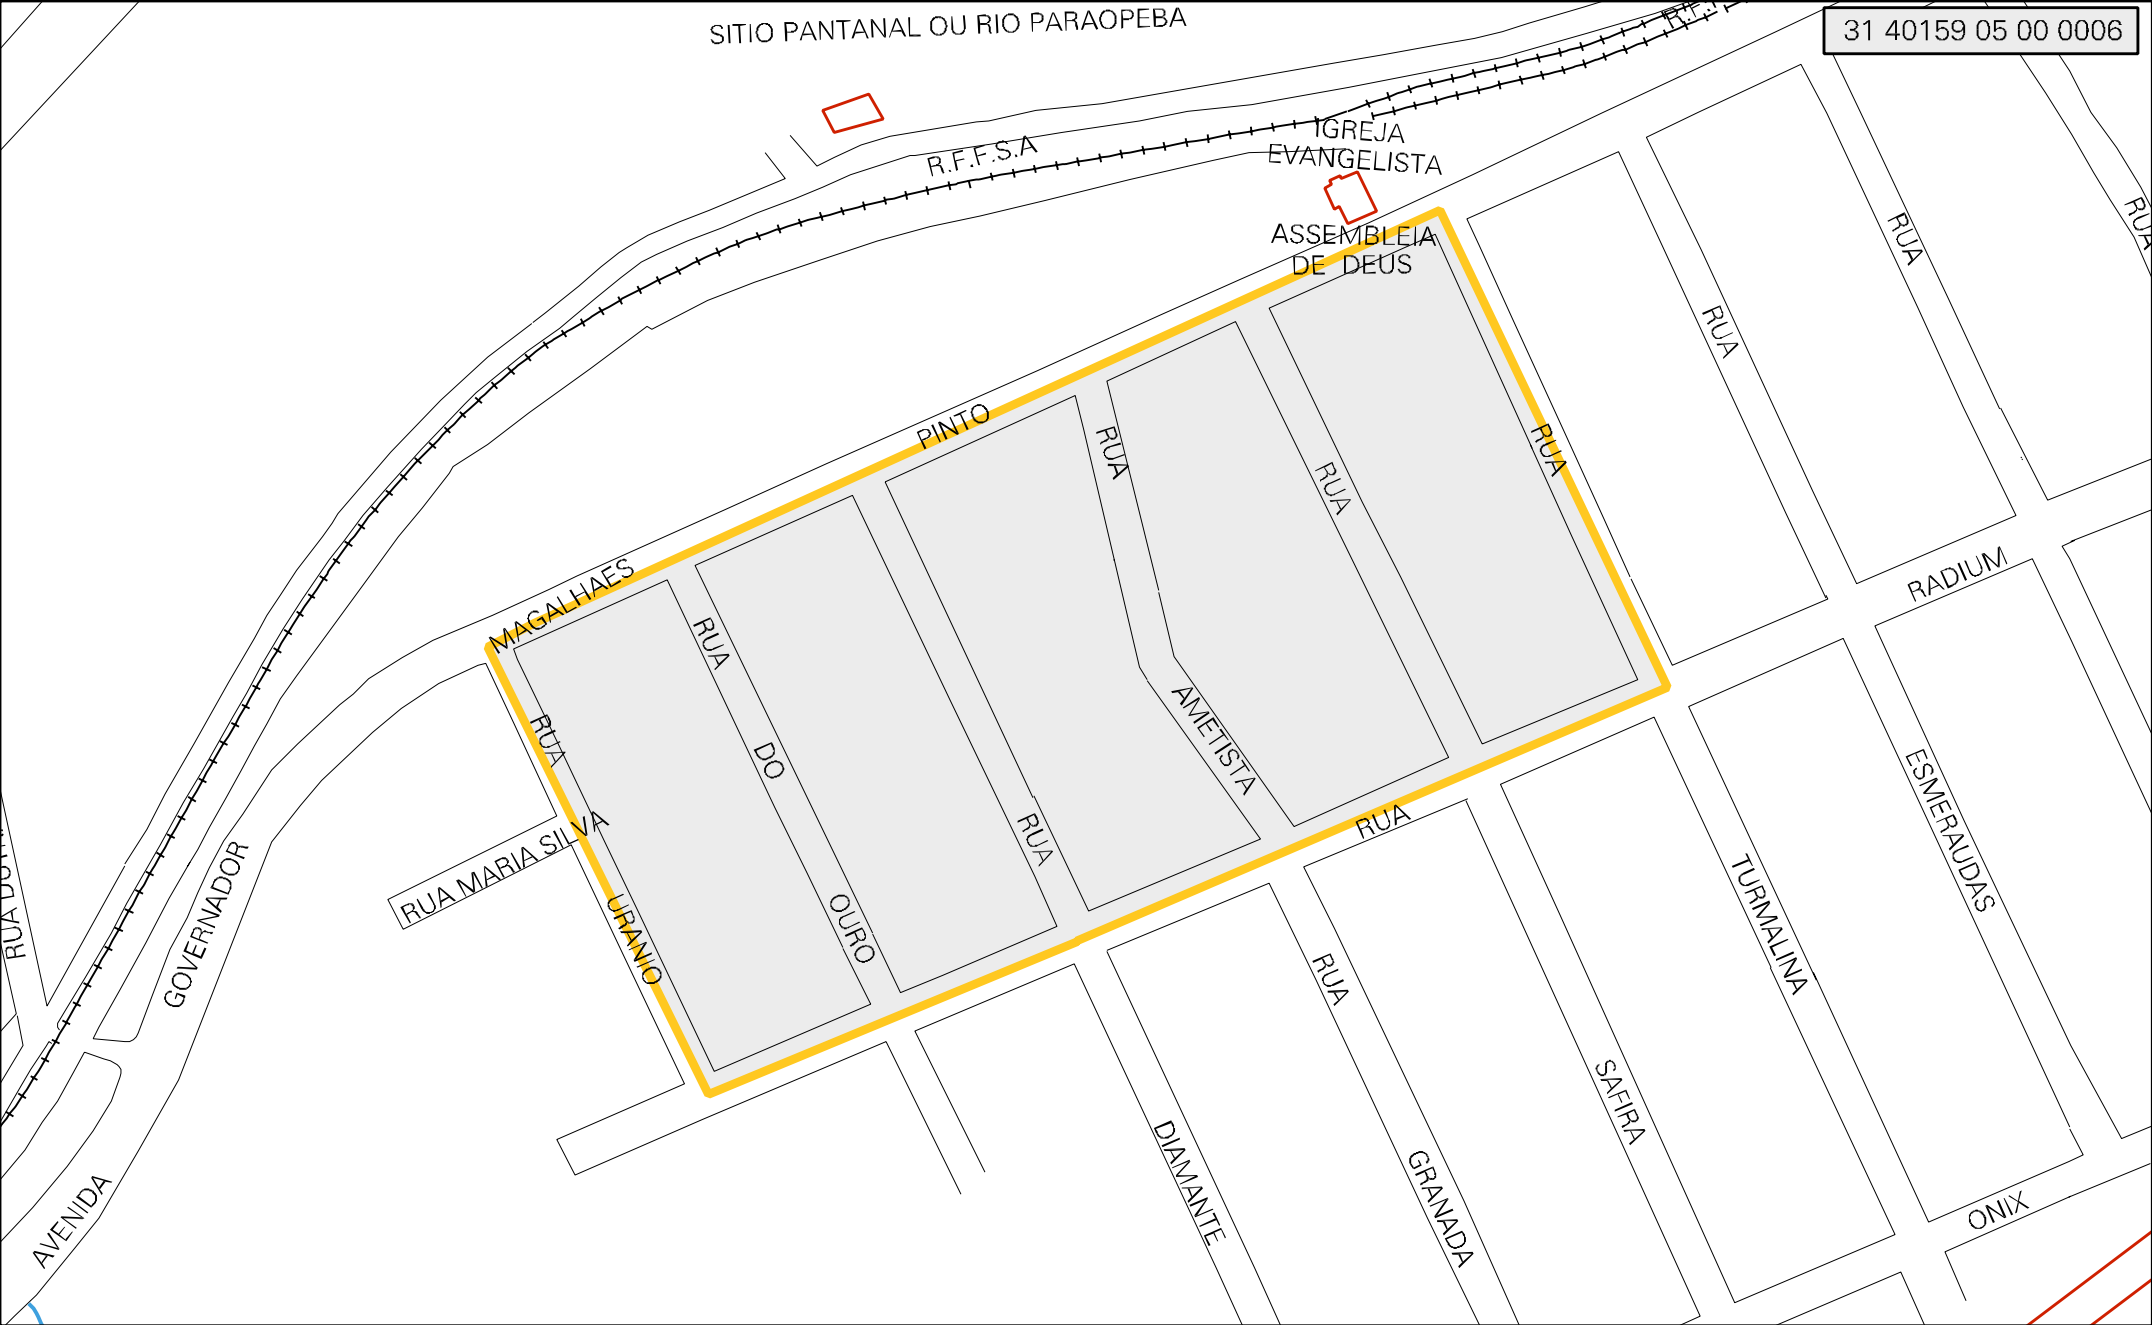 SITIO PANTANAL OU RIO PARAOPEBA
31 40159 05 00 0006
R.F.F.S.A
IGREJA
EVANGELISTA
ASSEMBLEIA
DE DEUS
RUA
RUA
RUA
PINTO
RUA
RUA
RUA
MAGALHAES
RADIUM
RUA
RUA
DO
OURO
AMETISTA
RUA
RUA MARIA SILVA
URANIO
RUA
GOVERNADOR
AVENIDA
ESMERAUDAS
TURMALINA
RUA
SAFIRA
DIAMANTE
GRANADA
ONIX